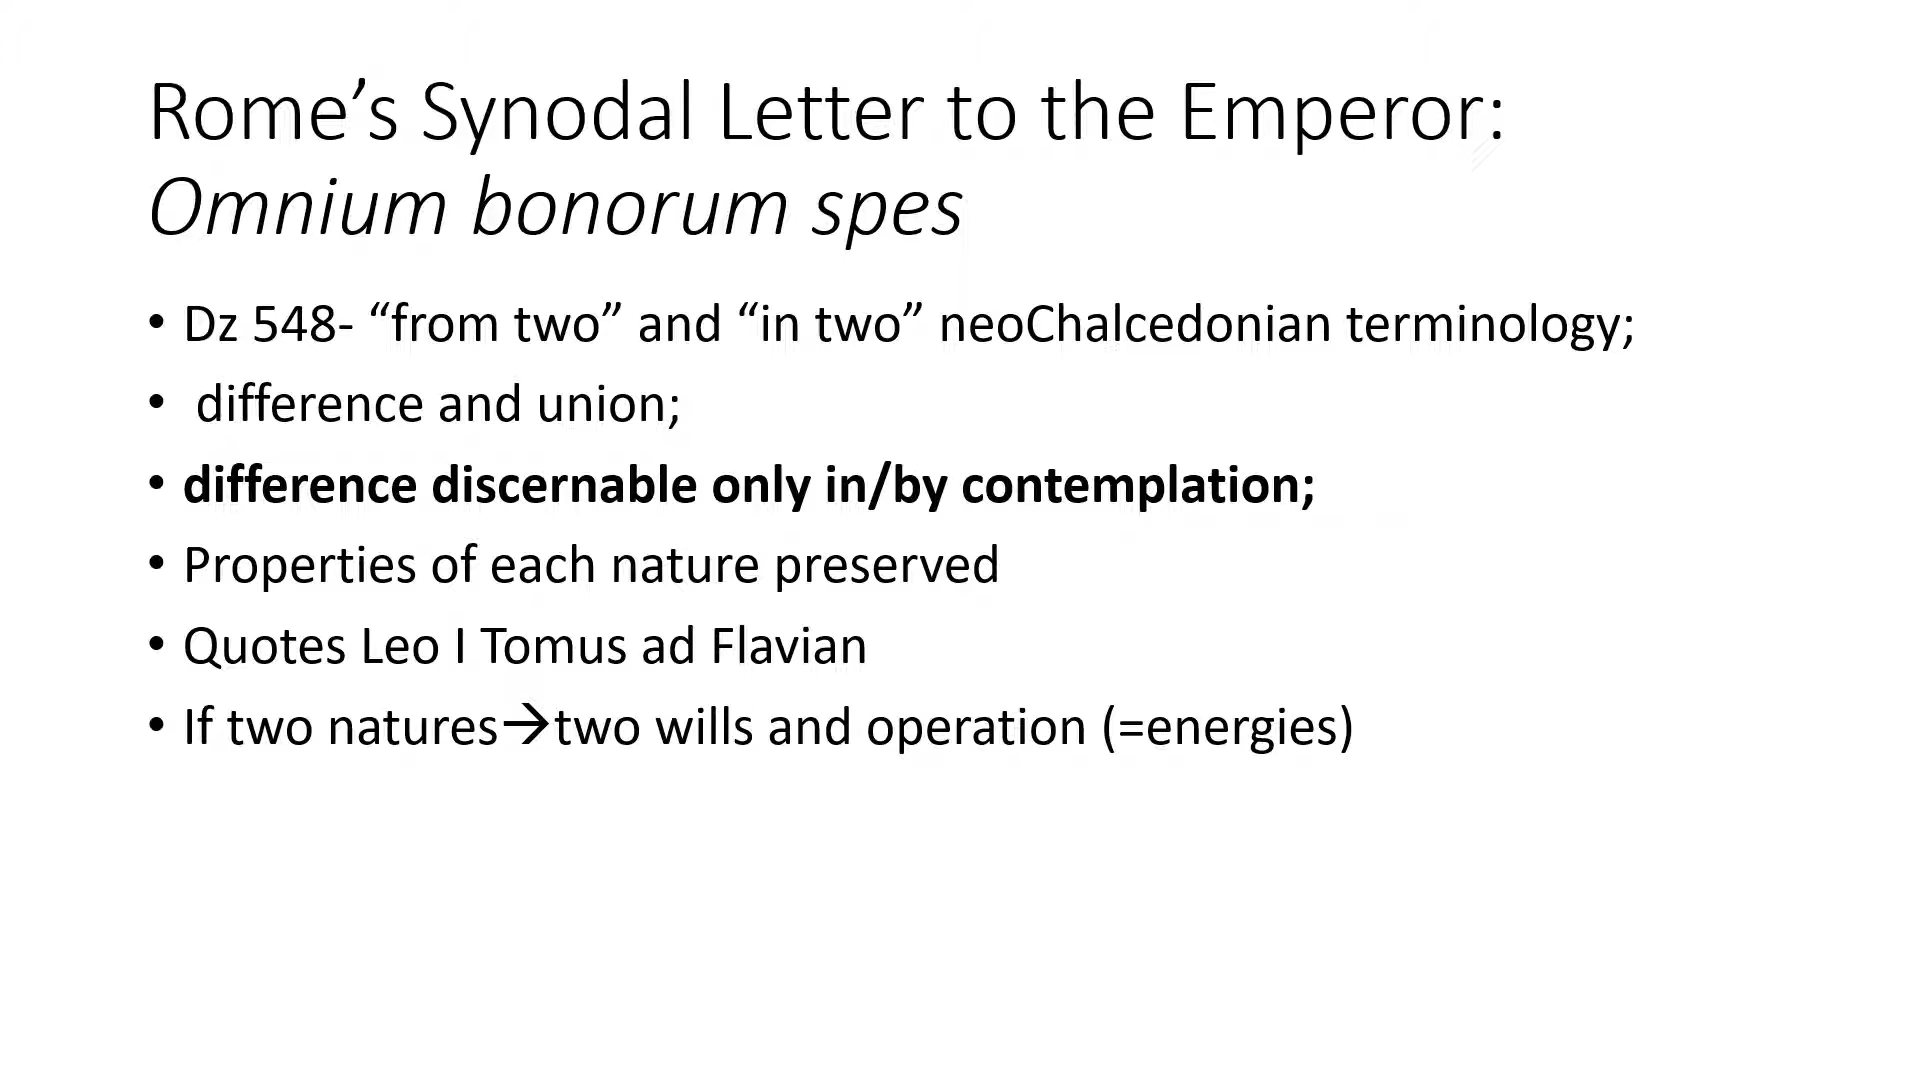 Rome’s Synodal Letter to the Emperor:
Omnium bonorum spes
• Dz 548- “from two” and “in two” neoChalcedonian terminology;
• difference and union;
• difference discernable only in/by contemplation;
• Properties of each nature preserved
• Quotes Leo I Tomus ad Flavian
• If two natures→two wills and operation (=energies)